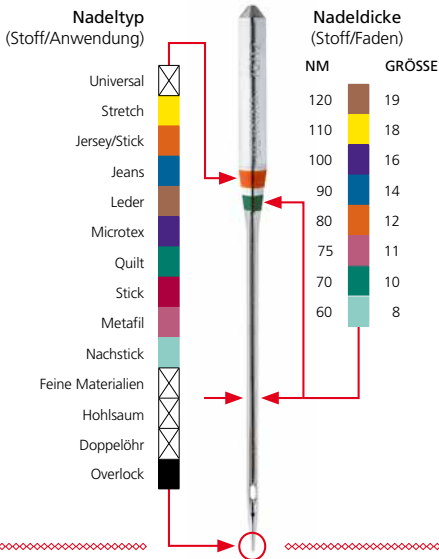 Nadeltyp
(Stoff/Anwendung)
Universal
Stretch
Jersey/Stick
Jeans
Leder
Microtex
Quilt
Stick
Metafil
Nachstick
Feine Materialien
Hohlsaum
Doppelöhr
Overlock
Nadeldicke
(Stoff/Faden)
NM GRÖSSE
120 19
110 18
100 16
90 14
80 12
75 11
70 10
60 8